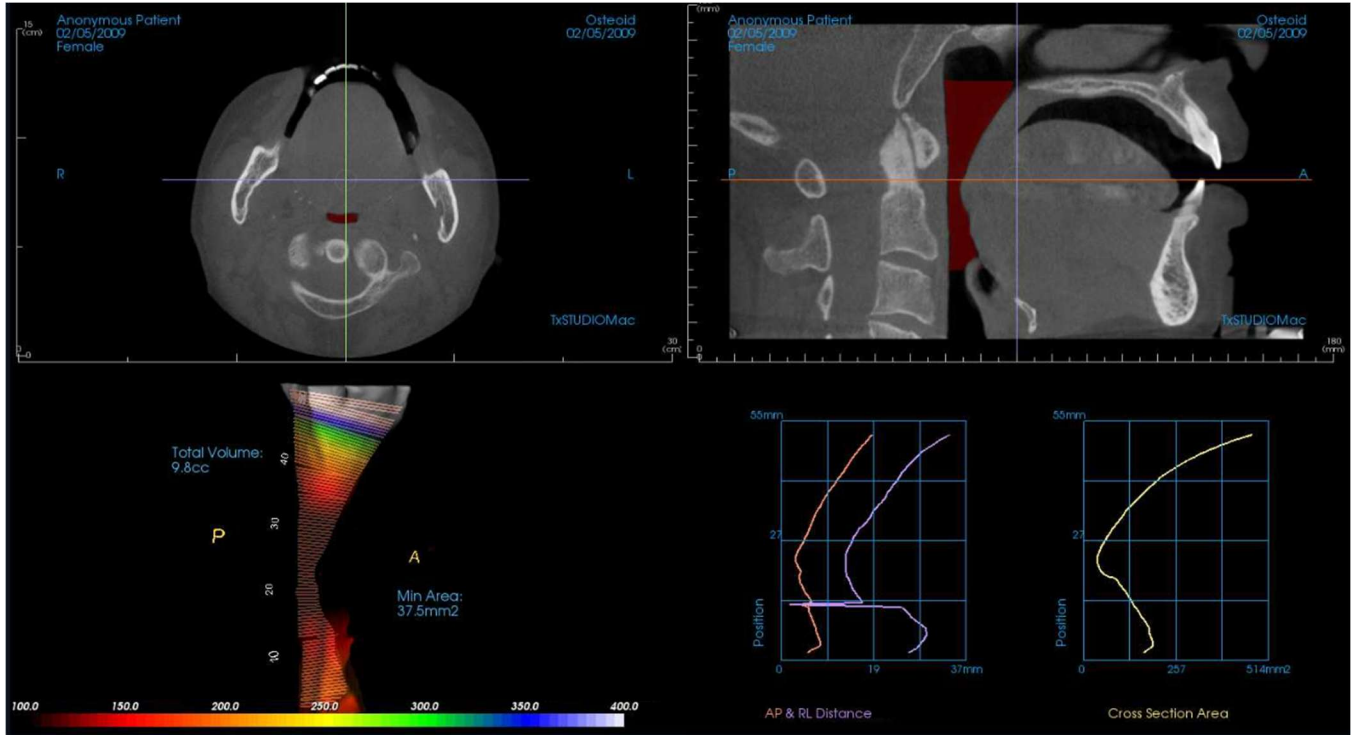 15
(cm)
Anonymous Patient
02/05/2009
Female
Osteoid
02/05/2009
R
L
TxSTUDIOMac
0
30
(cm)
(mm)
Anonymous Patient
02/05/2009
Female
Osteoid
02/05/2009
P
A
TxSTUDIOMac
0
180
(mm)
Total Volume:
9.8cc
40
30
20
10
P
A
Min Area:
37.5mm2
100.0 150.0 200.0 250.0 300.0 350.0 400.0
55mm
27
Position
0 19 37mm
AP & RL Distance
55mm
27
Position
0 257 514mm2
Cross Section Area